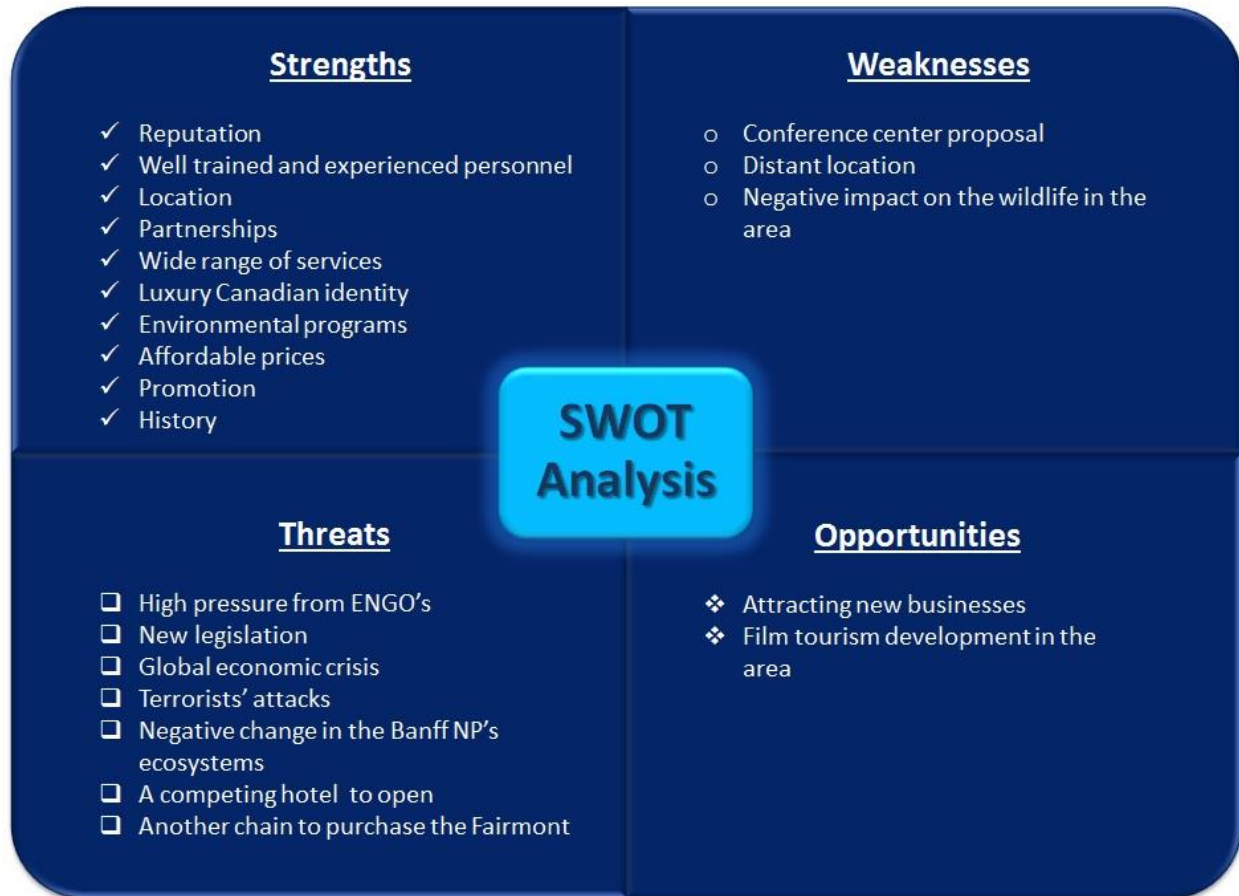 Strengths
✓ Reputation
✓ Well trained and experienced personnel
✓ Location
✓ Partnerships
✓ Wide range of services
✓ Luxury Canadian identity
✓ Environmental programs
✓ Affordable prices
✓ Promotion
✓ History
Weaknesses
o Conference center proposal
o Distant location
o Negative impact on the wildlife in the
area
SWOT
Analysis
Threats
❑ High pressure from ENGO's
❑ New legislation
❑ Global economic crisis
❑ Terrorists' attacks
❑ Negative change in the Banff NP's
ecosystems
❑ A competing hotel to open
❑ Another chain to purchase the Fairmont
Opportunities
❖ Attracting new businesses
❖ Film tourism development in the
area